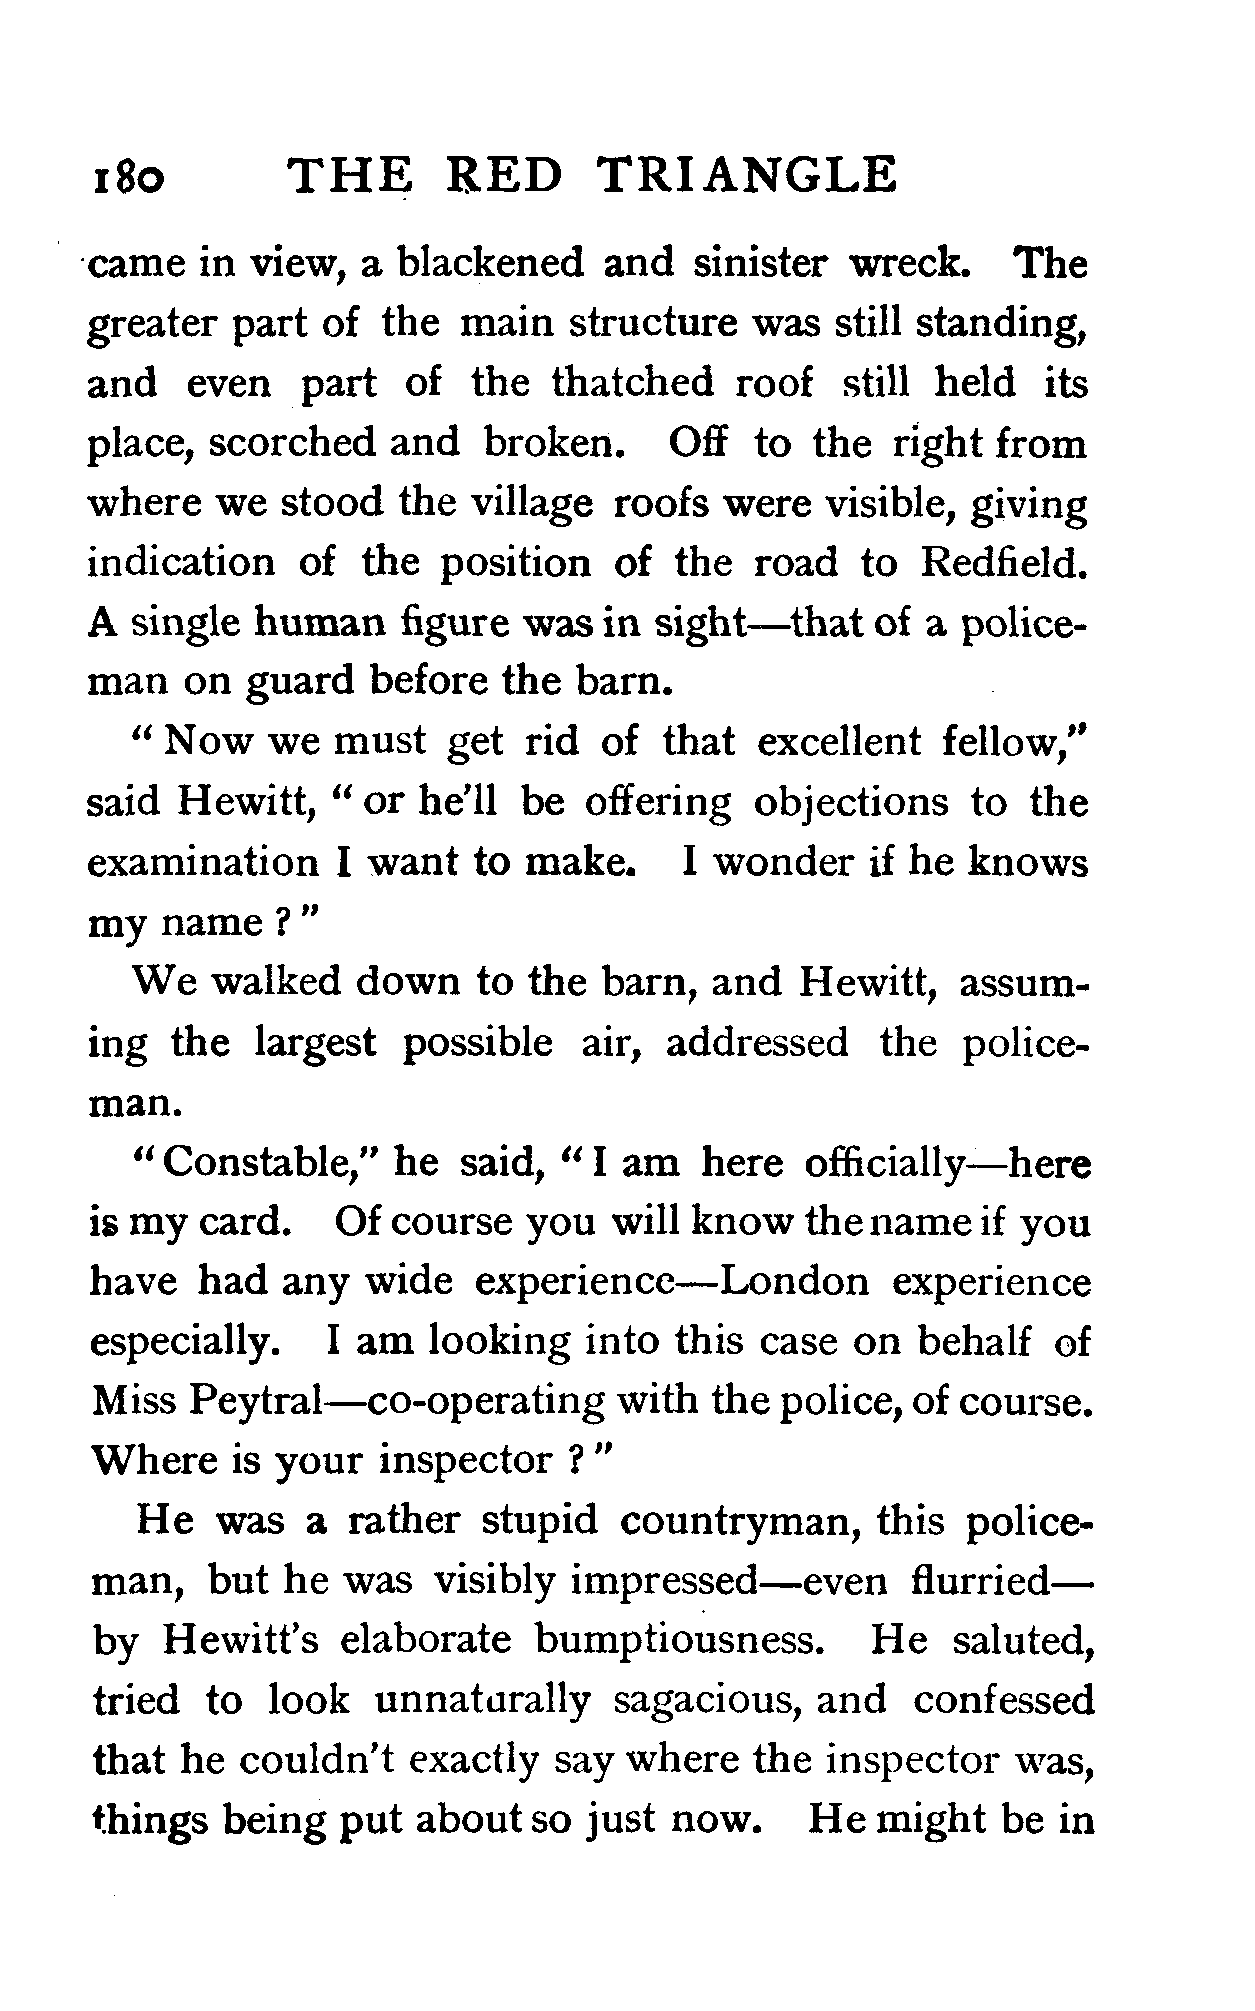 180 THE RED TRIANGLE
came in view, a blackened and sinister wreck. The
greater part of the main structure was still standing,
and even part of the thatched roof still held its
place, scorched and broken. Off to the right from
where we stood the village roofs were visible, giving
indication of the position of the road to Redfield.
A single human figure was in sight—that of a police-
man on guard before the barn.
" Now we must get rid of that excellent fellow,"
said Hewitt, " or he'll be offering objections to the
examination I want to make. I wonder if he knows
my name ? "
We walked down to the barn, and Hewitt, assum-
ing the largest possible air, addressed the police-
man.
" Constable," he said, " I am here officially—here
is my card. Of course you will know the name if you
have had any wide experience—London experience
especially. I am looking into this case on behalf of
Miss Peytral—co-operating with the police, of course.
Where is your inspector ? "
He was a rather stupid countryman, this police-
man, but he was visibly impressed—even flurried—
by Hewitt's elaborate bumptiousness. He saluted,
tried to look unnaturally sagacious, and confessed
that he couldn't exactly say where the inspector was,
things being put about so just now. He might be in